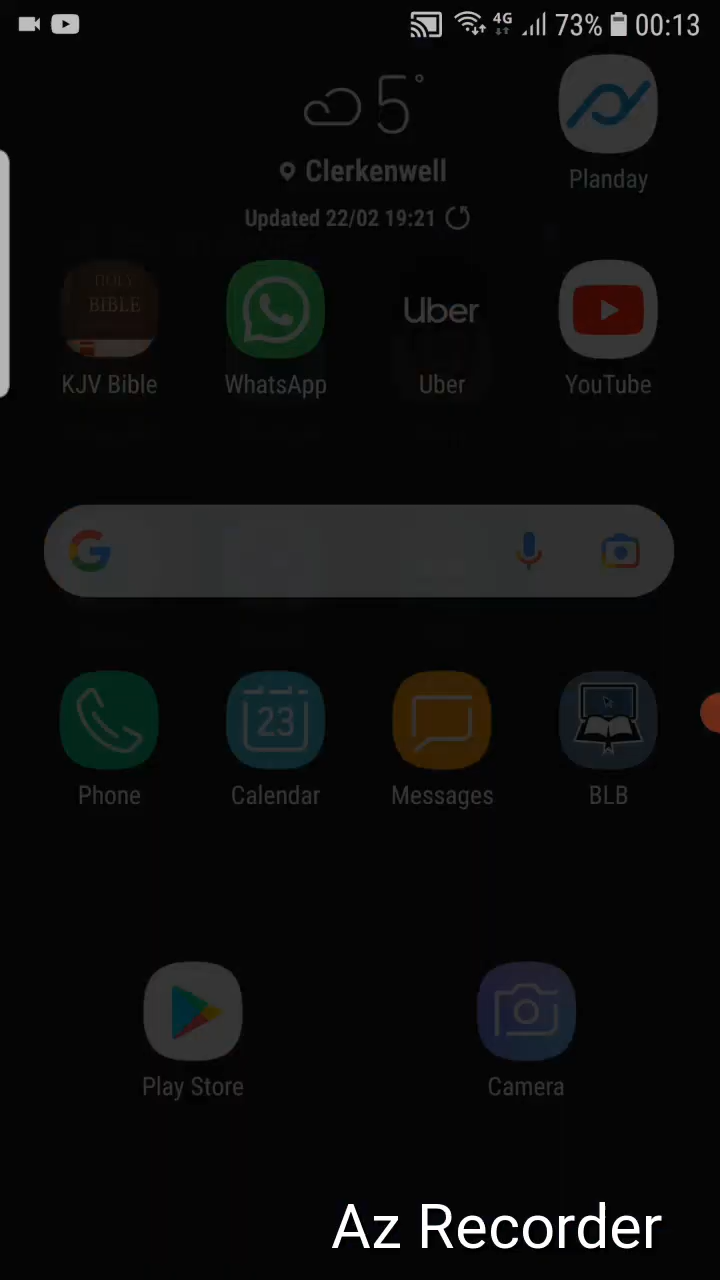 4G 73% 00:13
5°
Clerkenwell
Updated 22/02 19:21
Planday
HOLY
BIBLE
Uber
KJV Bible WhatsApp Uber YouTube
G
23
Phone Calendar Messages BLB
Play Store Camera
Az Recorder